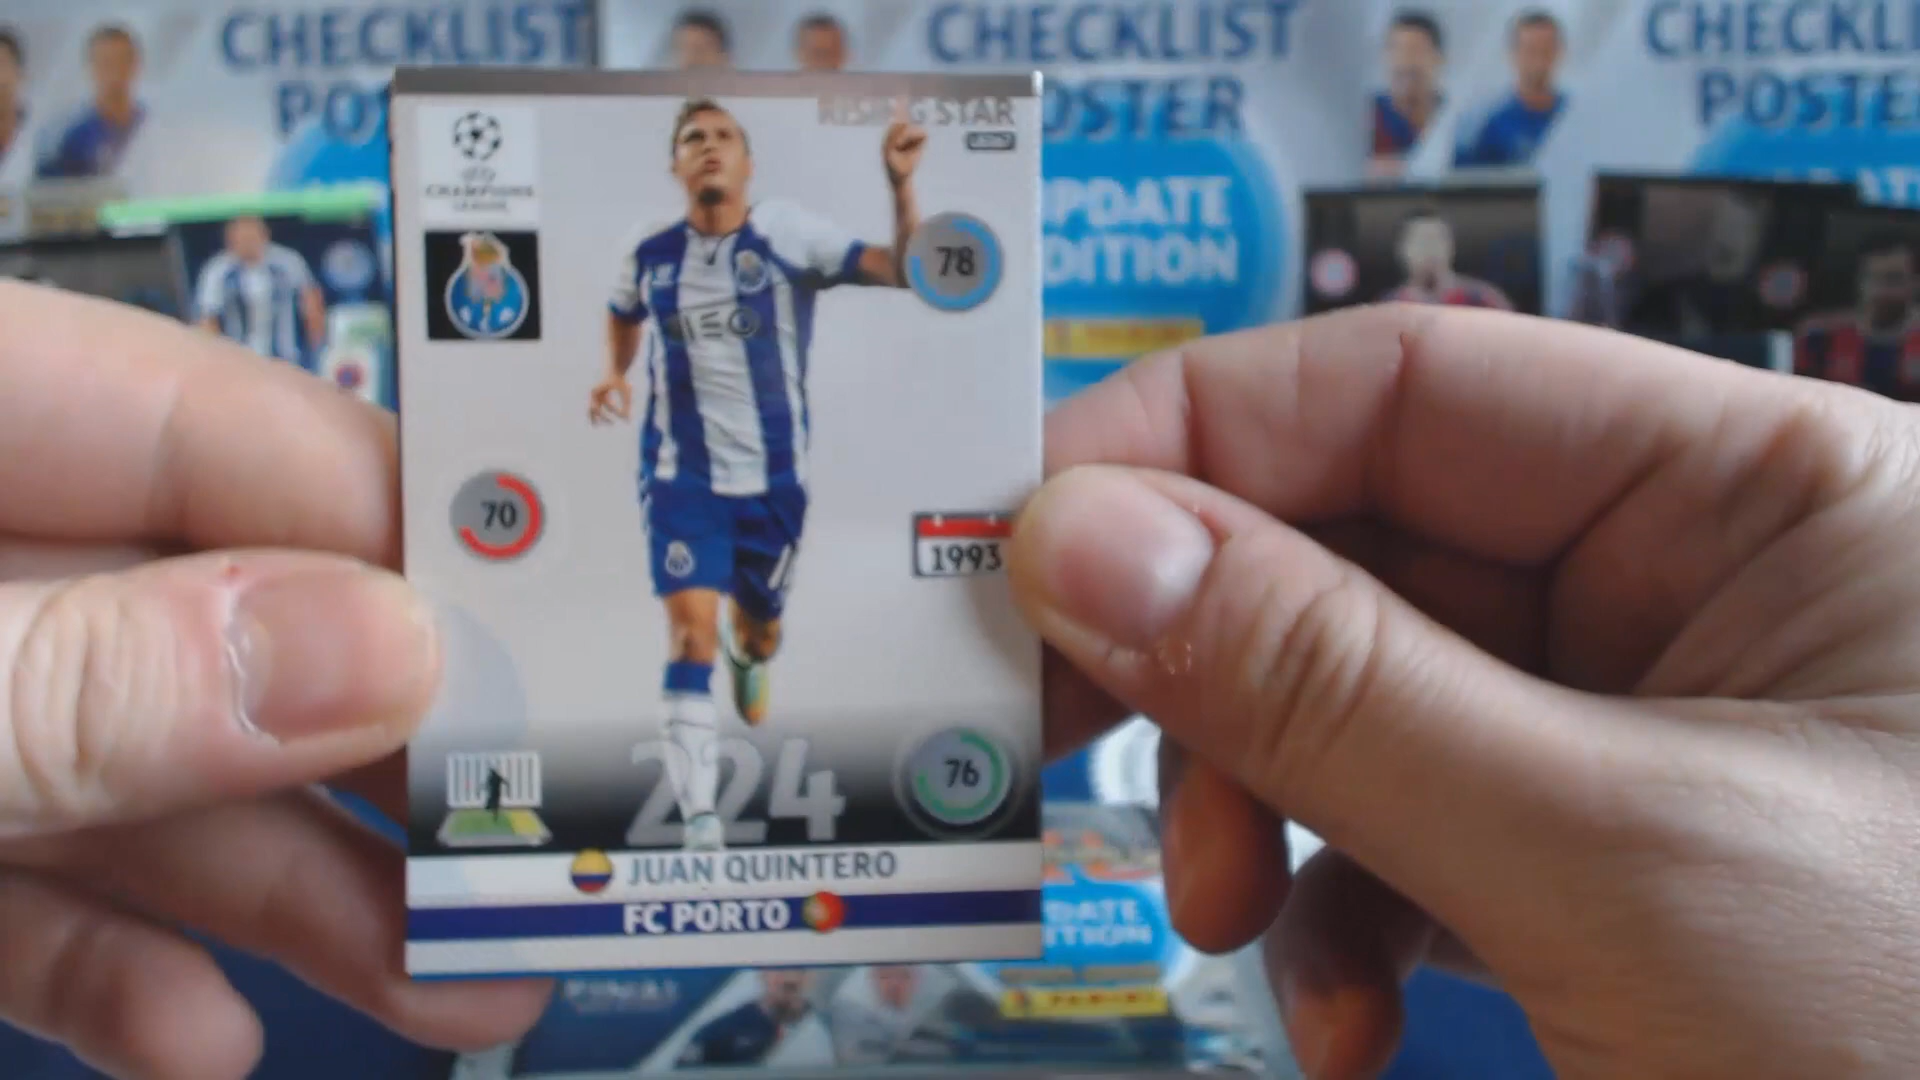 CHECKLIST
CHECKLIST
POSTER
POSTER
RISING STAR
CHAMPIONS
LEAGUE
UPDATE
EDITION
78
70
1993
224
76
JUAN QUINTERO
FC PORTO
PANINI